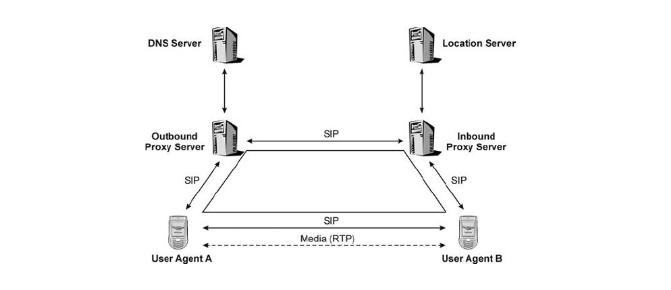 DNS Server
Location Server
Outbound
Proxy Server
SIP
Inbound
Proxy Server
SIP
SIP
SIP
Media (RTP)
User Agent A
User Agent B